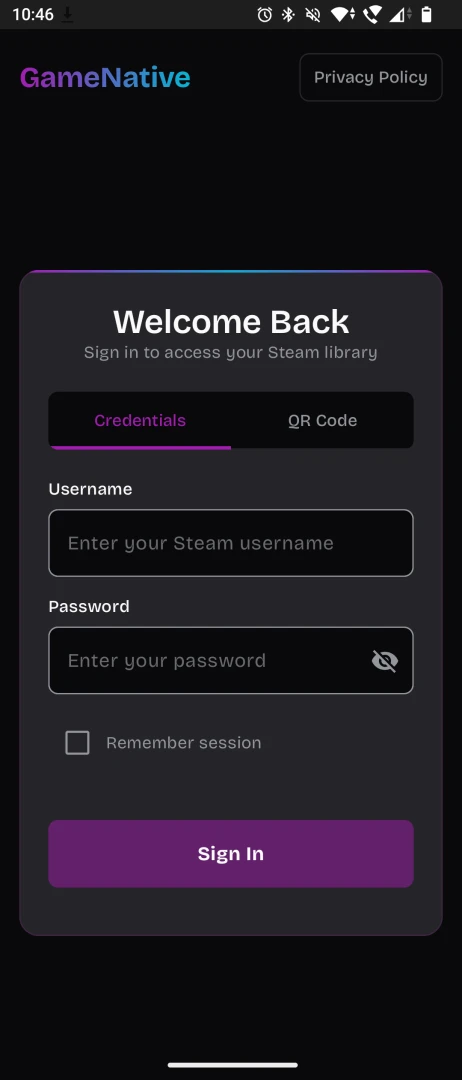 10:46
GameNative
Privacy Policy
Welcome Back
Sign in to access your Steam library
Credentials
QR Code
Username
Enter your Steam username
Password
Enter your password
Remember session
Sign In